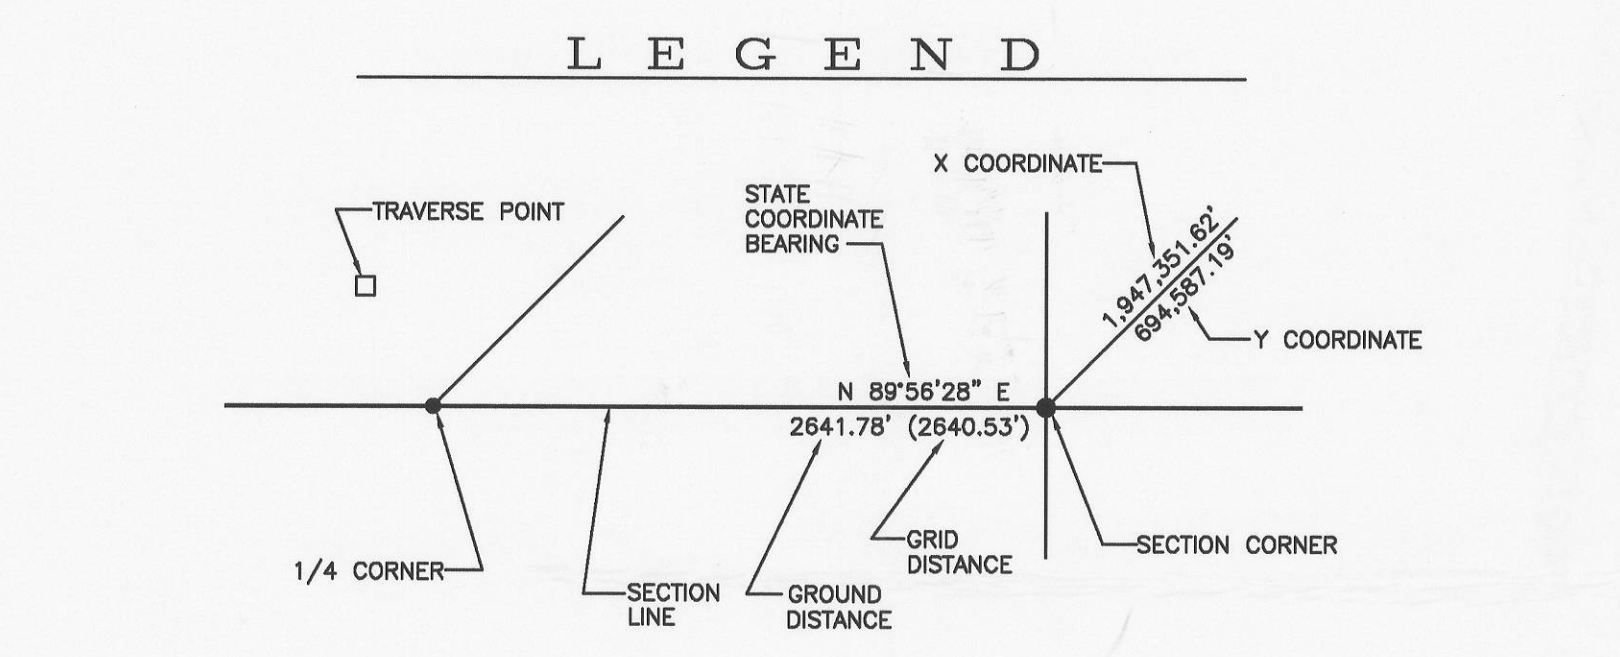 L E G E N D
X COORDINATE
STATE
COORDINATE
BEARING
TRAVERSE POINT
1,947,351.62'
694,587.19'
Y COORDINATE
N 89°56'28" E
2641.78' (2640.53')
GRID
DISTANCE
SECTION CORNER
1/4 CORNER
SECTION
LINE
GROUND
DISTANCE